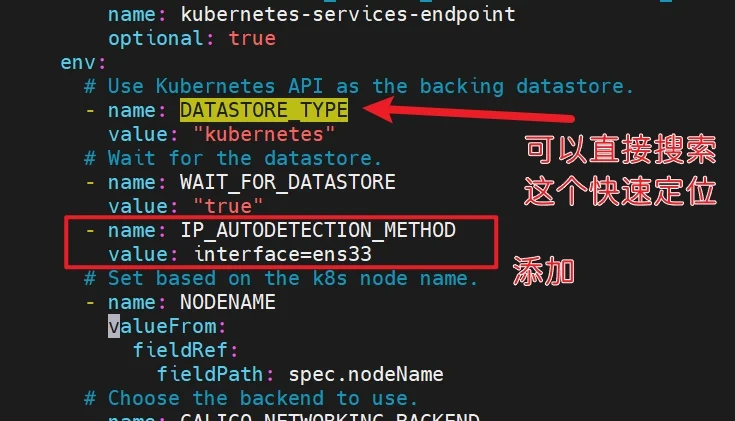 name: kubernetes-services-endpoint
optional: true
env:
# Use Kubernetes API as the backing datastore.
- name: DATASTORE_TYPE
value: "kubernetes"
可以直接搜索
这个快速定位
# Wait for the datastore.
- name: WAIT_FOR_DATASTORE
value: "true"
- name: IP_AUTODETECTION_METHOD
value: interface=ens33
添加
# Set based on the k8s node name.
- name: NODENAME
valueFrom:
fieldRef:
fieldPath: spec.nodeName
# Choose the backend to use.
- name: CALICO_NETWORKING_BACKEND